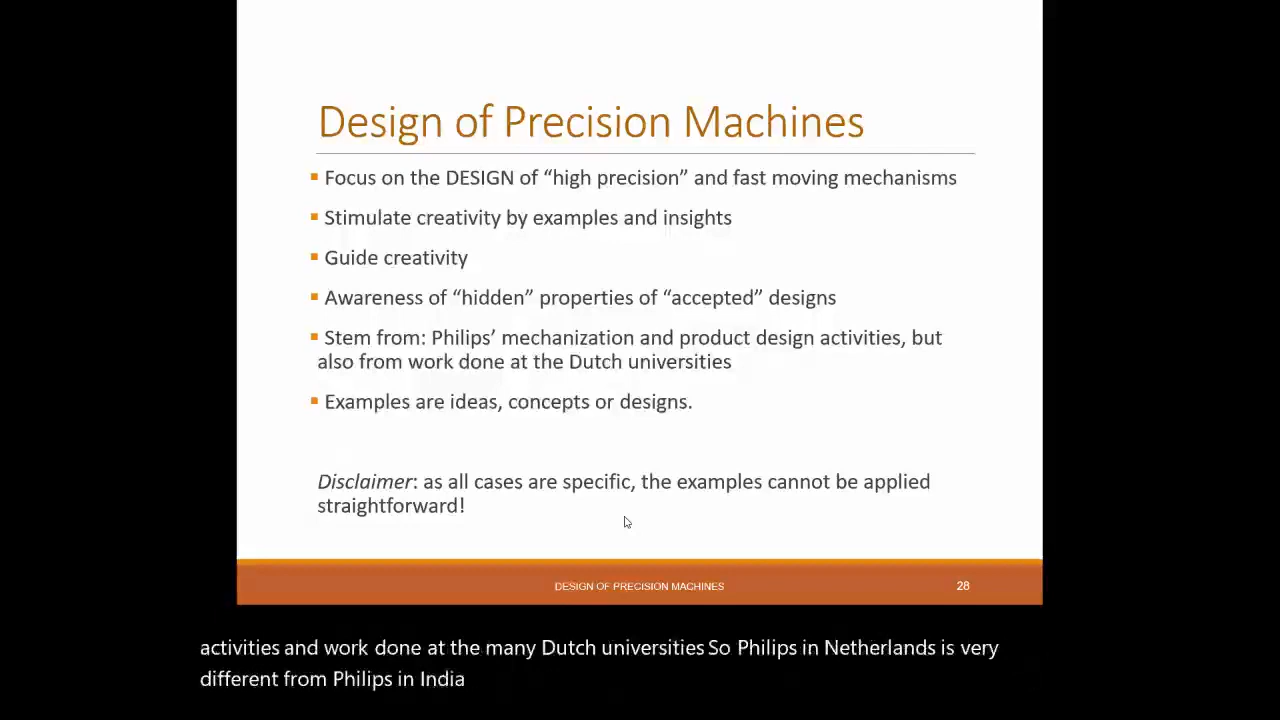 Design of Precision Machines
▪ Focus on the DESIGN of “high precision” and fast moving mechanisms
▪ Stimulate creativity by examples and insights
▪ Guide creativity
▪ Awareness of “hidden” properties of “accepted” designs
▪ Stem from: Philips’ mechanization and product design activities, but
also from work done at the Dutch universities
▪ Examples are ideas, concepts or designs.
Disclaimer: as all cases are specific, the examples cannot be applied
straightforward!
DESIGN OF PRECISION MACHINES 28
activities and work done at the many Dutch universities So Philips in Netherlands is very
different from Philips in India